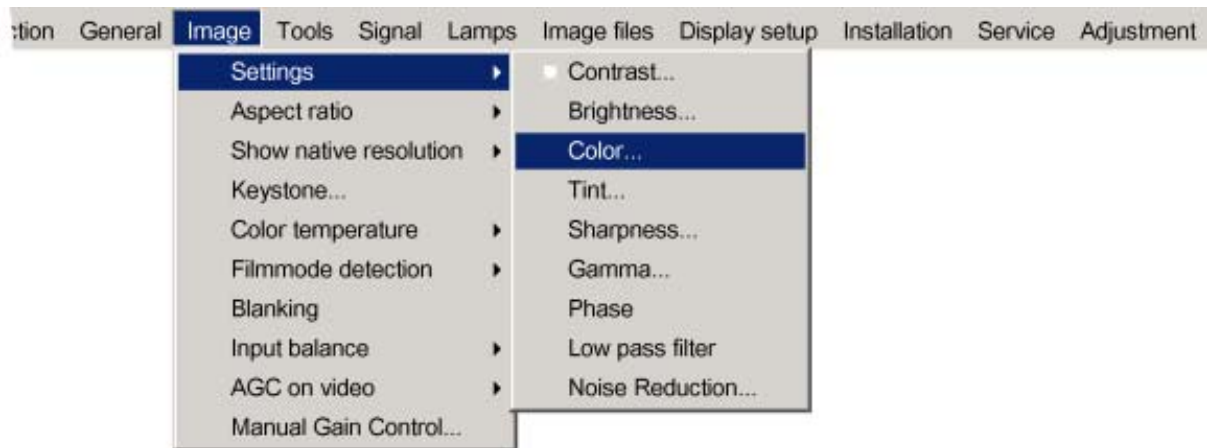 ction General Image Tools Signal Lamps Image files Display setup Installation Service Adjustment
Settings
Aspect ratio
Show native resolution
Keystone...
Color temperature
Filmmode detection
Blanking
Input balance
AGC on video
Manual Gain Control...
Contrast...
Brightness...
Color...
Tint...
Sharpness...
Gamma...
Phase
Low pass filter
Noise Reduction...